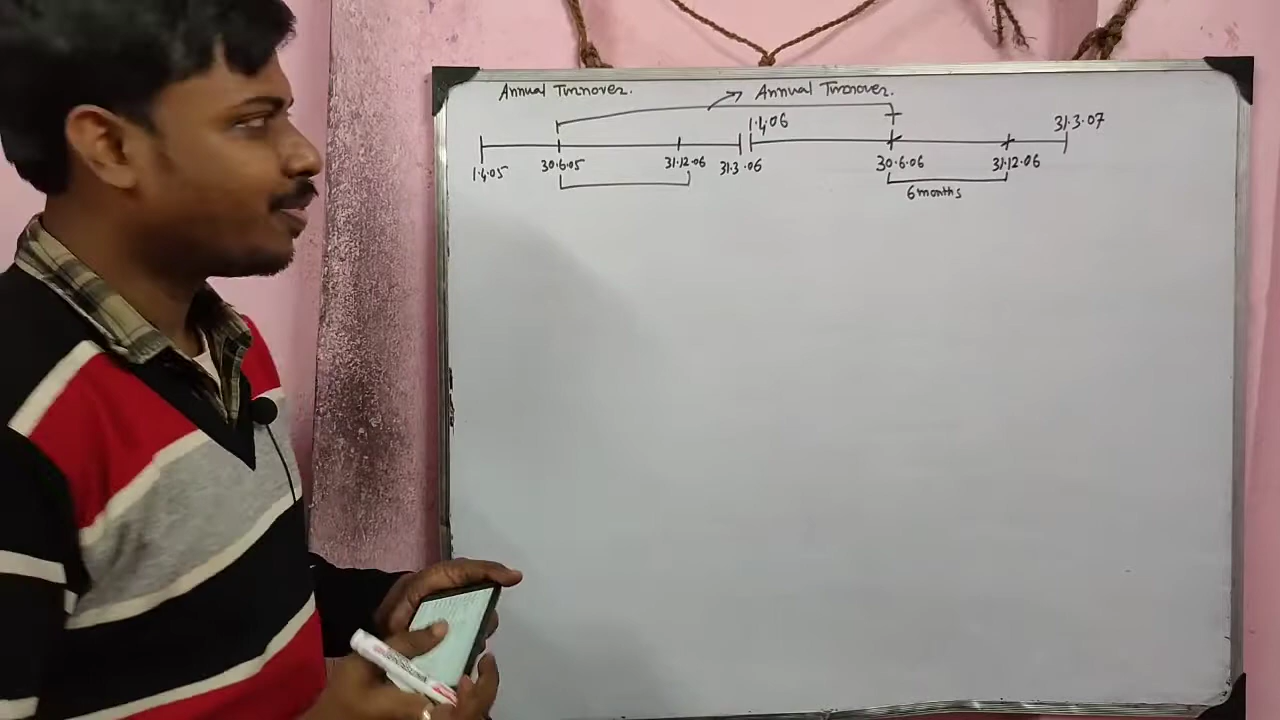 Annual Turnover.
Annual Turnover.
1.4.06
31.3.07
1.4.05
30.6.05
31.12.06
31.3.06
30.6.06
31.12.06
6 months